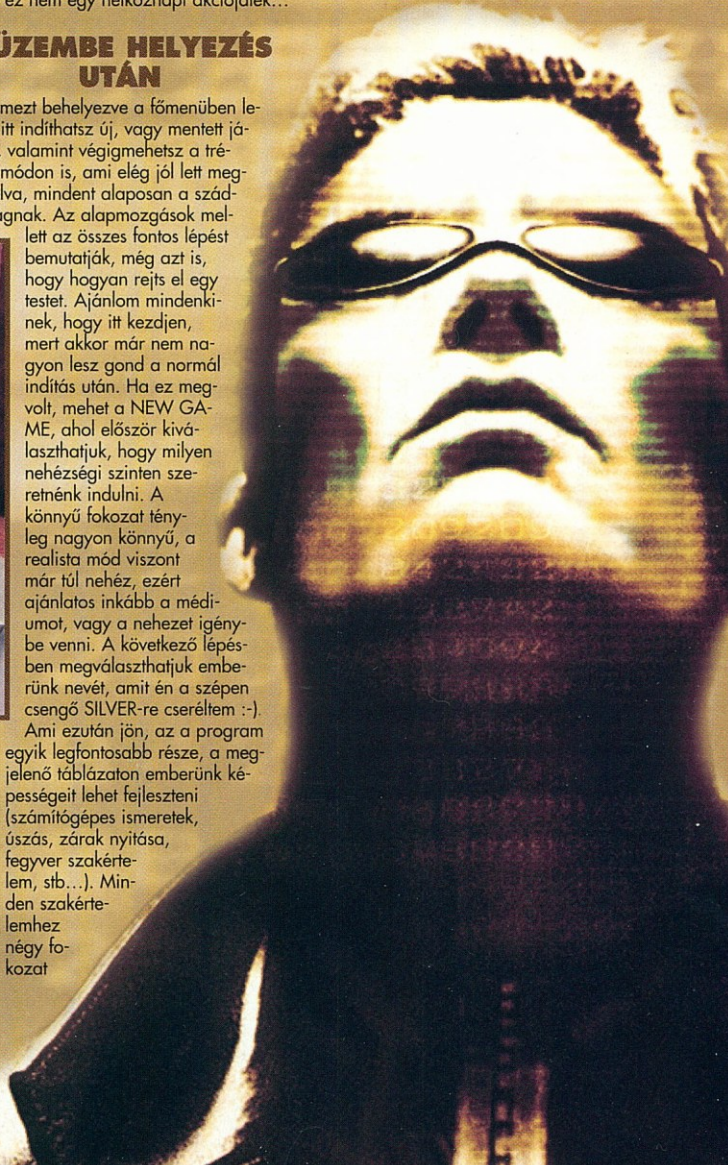 ez nem egy hétköznapi akciójáték...
ÜZEMBE HELYEZÉS
UTÁN
mezt behelyezve a főmenüben le-
itt indíthatsz új, vagy mentett já-
valamint végigmehetsz a tré-
módon is, ami elég jól lett meg-
lva, mindent alaposan a szád-
agnak. Az alapmozgások mel-
lett az összes fontos lépést
bemutatják, még azt is,
hogy hogyan rejts el egy
testet. Ajánlom mindenki-
nek, hogy itt kezdjen,
mert akkor már nem na-
gyon lesz gond a normál
indítás után. Ha ez meg-
volt, mehet a NEW GA-
ME, ahol először kivá-
laszthatjuk, hogy milyen
nehézségi szinten sze-
retnénk indulni. A
könnyű fokozat tény-
leg nagyon könnyű, a
realista mód viszont
már túl nehéz, ezért
ajánlatos inkább a médi-
umot, vagy a nehezet igény-
be venni. A következő lépés-
ben megválaszthatjuk embe-
rünk nevét, amit én a szépen
csengő SILVER-re cseréltem :-).
Ami ezután jön, az a program
egyik legfontosabb része, a meg-
jelenő táblázaton emberünk ké-
pességeit lehet fejleszteni
(számítógépes ismeretek,
úszás, zárak nyitása,
fegyver szakérte-
lem, stb...). Min-
den szakérte-
lemhez
négy fo-
kozat